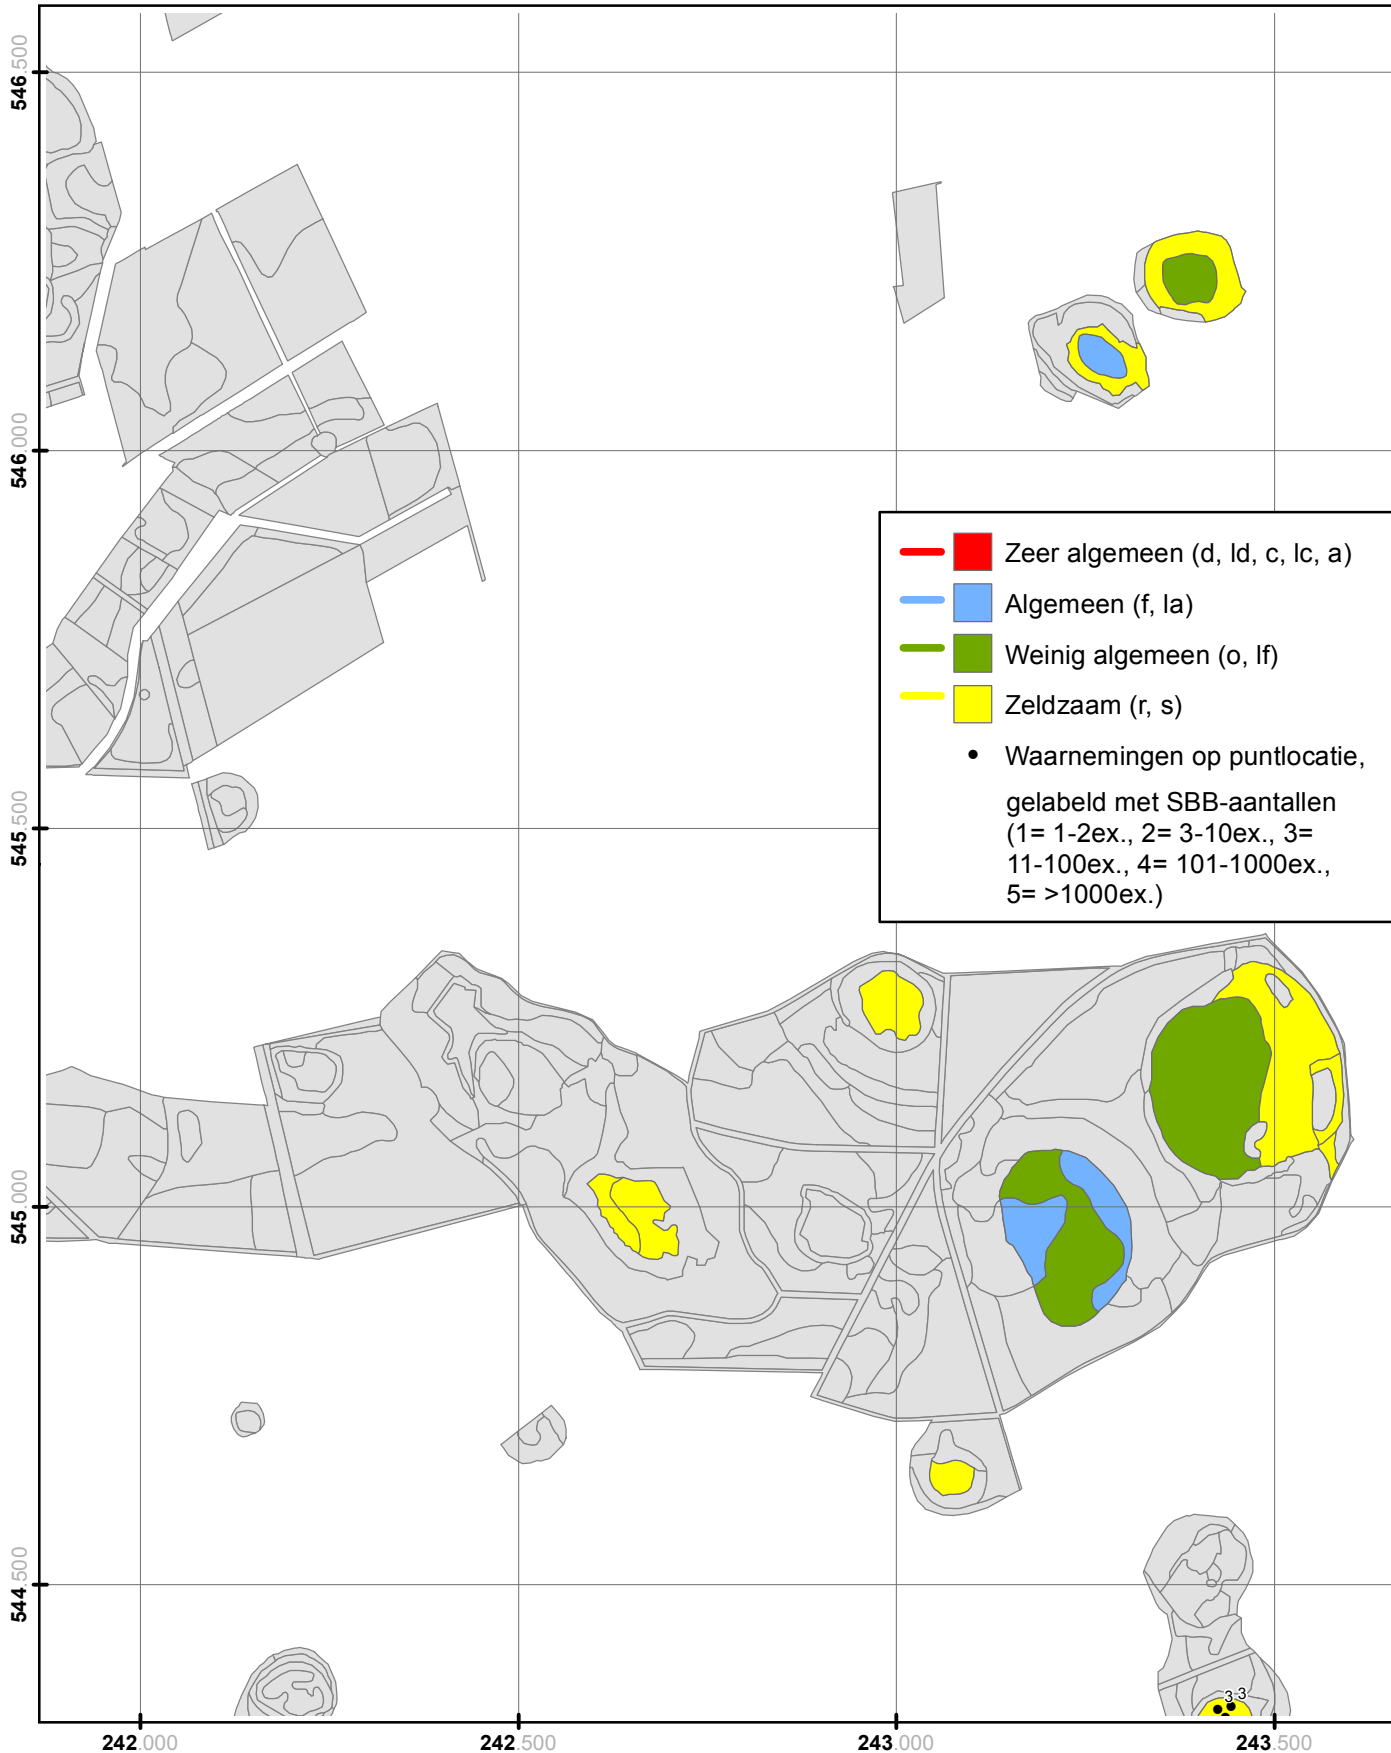 546.500
546.000
Zeer algemeen (d, ld, c, lc, a)
Algemeen (f, la)
Weinig algemeen (o, lf)
Zeldzaam (r, s)
Waarnemingen op puntlocatie,
gelabeld met SBB-aantallen
(1= 1-2ex., 2= 3-10ex., 3=
11-100ex., 4= 101-1000ex.,
5= >1000ex.)
545.500
545.000
544.500
3 3
242.000 242.500 243.000 243.500